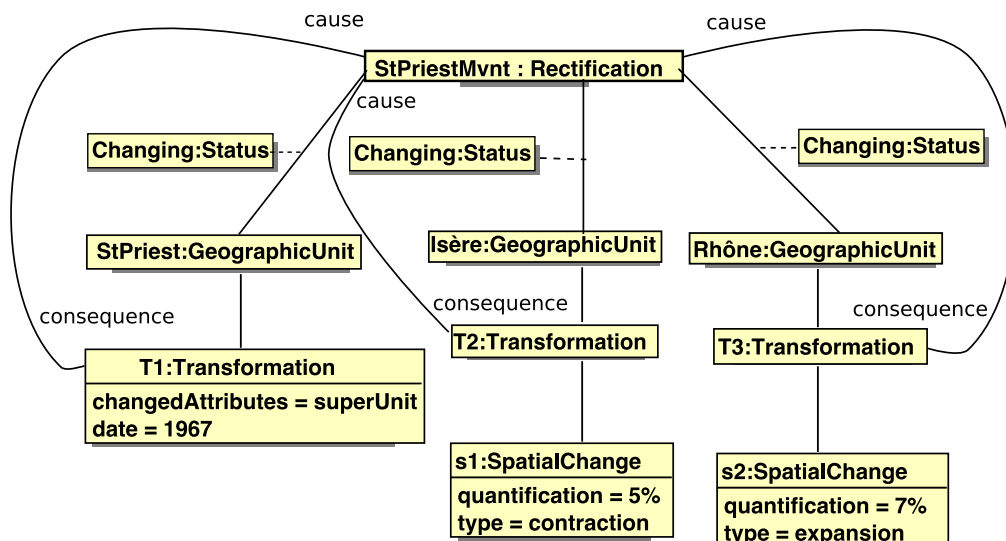 cause
StPriestMvnt : Rectification
cause
cause
Changing:Status
Changing:Status
Changing:Status
StPriest:GeographicUnit
Isère:GeographicUnit
Rhône:GeographicUnit
consequence
consequence
consequence
T1:Transformation
changedAttributes = superUnit
date = 1967
T2:Transformation
T3:Transformation
s1:SpatialChange
quantification = 5%
type = contraction
s2:SpatialChange
quantification = 7%
type = expansion